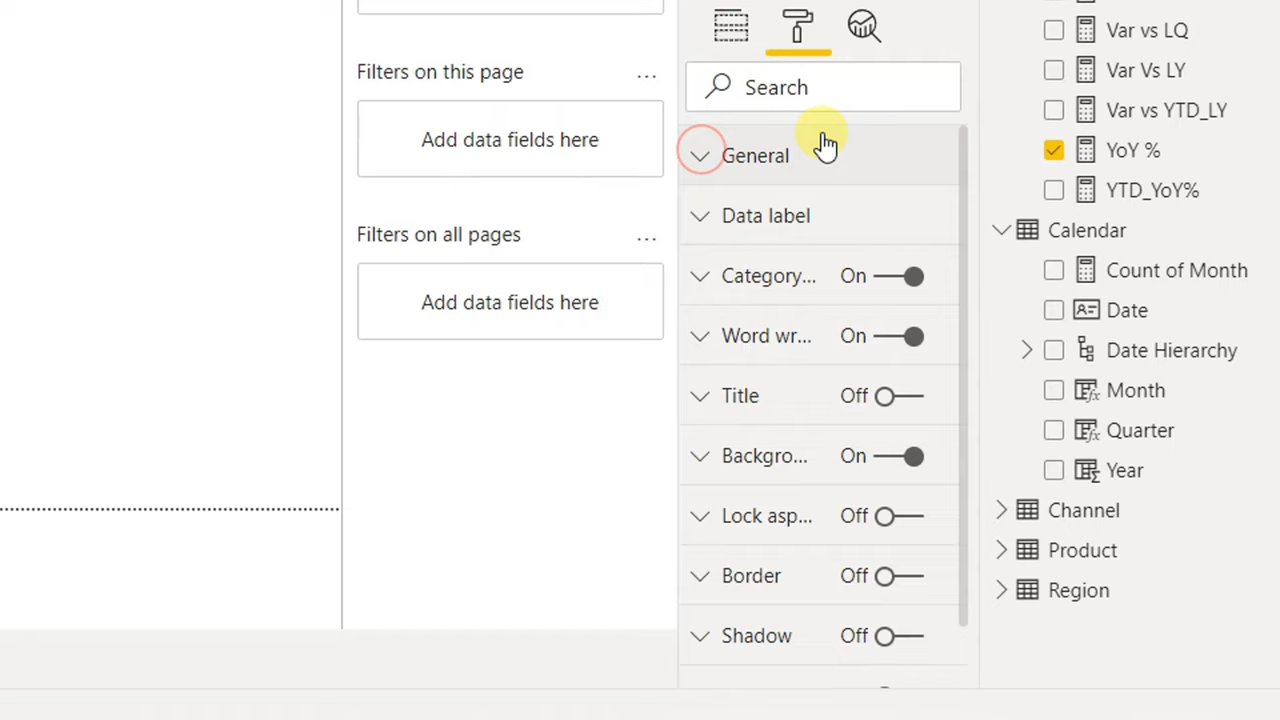 Filters on this page
...
Add data fields here
Filters on all pages
...
Add data fields here
Search
General
Data label
Category... On
Word wr... On
Title Off
Backgro... On
Lock asp... Off
Border Off
Shadow Off
Var vs LQ
Var Vs LY
Var vs YTD_LY
YoY %
YTD_YoY%
Calendar
Count of Month
Date
Date Hierarchy
Month
Quarter
Year
Channel
Product
Region